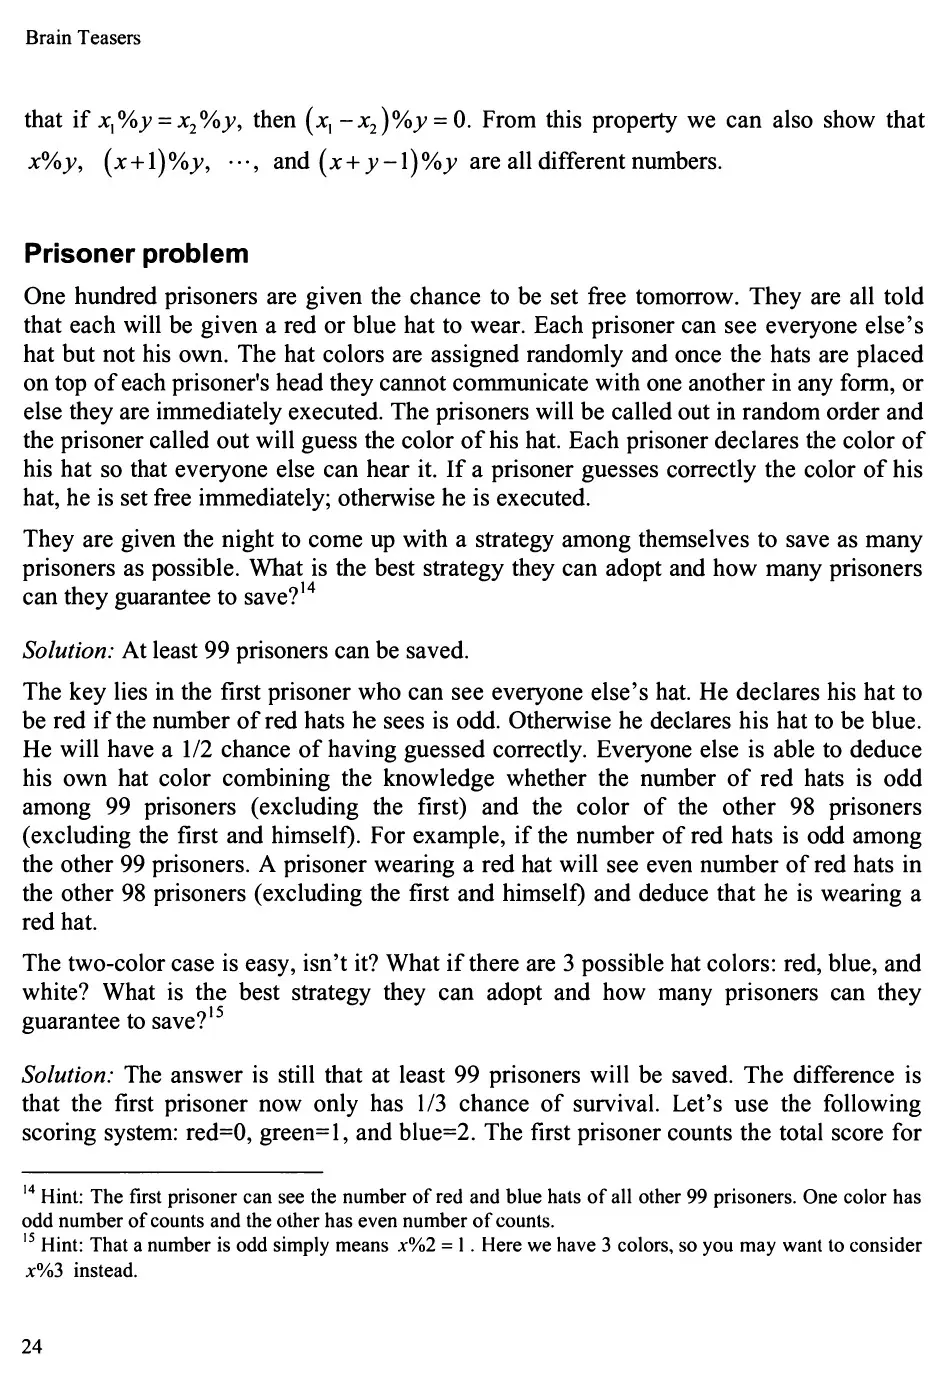 Brain Teasers
that if x₁%y = x₂%y, then (x₁ − x₂)%y = 0. From this property we can also show that
x%y, (x+1)%y, ⋯, and (x + y − 1)%y are all different numbers.
Prisoner problem
One hundred prisoners are given the chance to be set free tomorrow. They are all told
that each will be given a red or blue hat to wear. Each prisoner can see everyone else's
hat but not his own. The hat colors are assigned randomly and once the hats are placed
on top of each prisoner's head they cannot communicate with one another in any form, or
else they are immediately executed. The prisoners will be called out in random order and
the prisoner called out will guess the color of his hat. Each prisoner declares the color of
his hat so that everyone else can hear it. If a prisoner guesses correctly the color of his
hat, he is set free immediately; otherwise he is executed.
They are given the night to come up with a strategy among themselves to save as many
prisoners as possible. What is the best strategy they can adopt and how many prisoners
can they guarantee to save?¹⁴
Solution: At least 99 prisoners can be saved.
The key lies in the first prisoner who can see everyone else's hat. He declares his hat to
be red if the number of red hats he sees is odd. Otherwise he declares his hat to be blue.
He will have a 1/2 chance of having guessed correctly. Everyone else is able to deduce
his own hat color combining the knowledge whether the number of red hats is odd
among 99 prisoners (excluding the first) and the color of the other 98 prisoners
(excluding the first and himself). For example, if the number of red hats is odd among
the other 99 prisoners. A prisoner wearing a red hat will see even number of red hats in
the other 98 prisoners (excluding the first and himself) and deduce that he is wearing a
red hat.
The two-color case is easy, isn't it? What if there are 3 possible hat colors: red, blue, and
white? What is the best strategy they can adopt and how many prisoners can they
guarantee to save?¹⁵
Solution: The answer is still that at least 99 prisoners will be saved. The difference is
that the first prisoner now only has 1/3 chance of survival. Let's use the following
scoring system: red=0, green=1, and blue=2. The first prisoner counts the total score for
¹⁴ Hint: The first prisoner can see the number of red and blue hats of all other 99 prisoners. One color has
odd number of counts and the other has even number of counts.
¹⁵ Hint: That a number is odd simply means x%2 = 1 . Here we have 3 colors, so you may want to consider
x%3 instead.
24